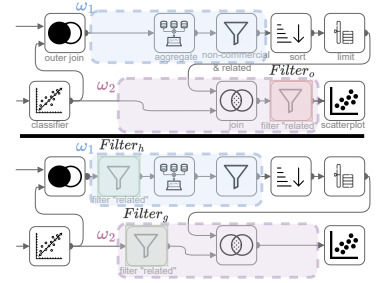 ω₁
outer join
aggregate
non-commercial
& related
sort
limit
Filterₒ
ω₂
classifier
join
filter "related"
scatterplot
ω₁
Filterₕ
filter "related"
Filter_g
ω₂
filter "related"